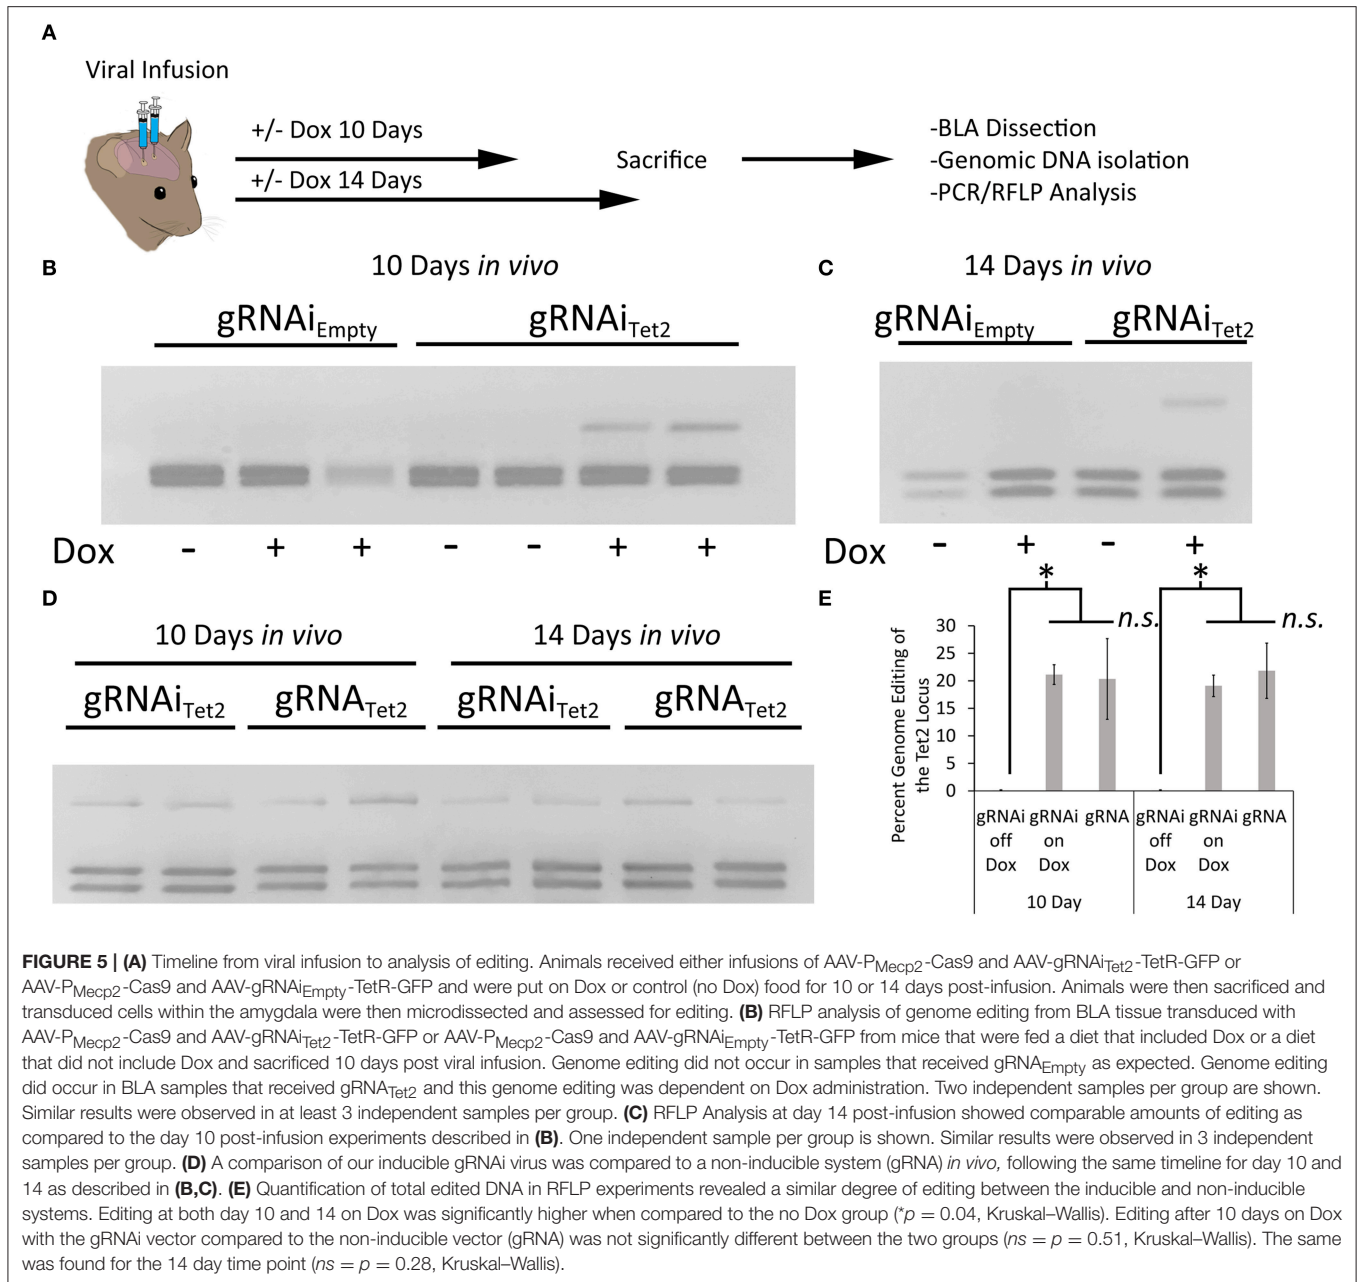 A
Viral Infusion
+/- Dox 10 Days
+/- Dox 14 Days
Sacrifice
-BLA Dissection
-Genomic DNA isolation
-PCR/RFLP Analysis
B
10 Days in vivo
gRNAiEmpty gRNAiTet2
Dox - + + - - + +
C
14 Days in vivo
gRNAiEmpty gRNAiTet2
Dox - + - +
D
10 Days in vivo 14 Days in vivo
gRNAiTet2 gRNATet2 gRNAiTet2 gRNATet2
E
* *
n.s. n.s.
Percent Genome Editing of
the Tet2 Locus
30
25
20
15
10
5
0
gRNAi gRNAi gRNA gRNAi gRNAi gRNA
off on off on
Dox Dox Dox Dox
10 Day 14 Day
FIGURE 5 | (A) Timeline from viral infusion to analysis of editing. Animals received either infusions of AAV-PMecp2-Cas9 and AAV-gRNAiTet2-TetR-GFP or
AAV-PMecp2-Cas9 and AAV-gRNAiEmpty-TetR-GFP and were put on Dox or control (no Dox) food for 10 or 14 days post-infusion. Animals were then sacrificed and
transduced cells within the amygdala were then microdissected and assessed for editing. (B) RFLP analysis of genome editing from BLA tissue transduced with
AAV-PMecp2-Cas9 and AAV-gRNAiTet2-TetR-GFP or AAV-PMecp2-Cas9 and AAV-gRNAiEmpty-TetR-GFP from mice that were fed a diet that included Dox or a diet
that did not include Dox and sacrificed 10 days post viral infusion. Genome editing did not occur in samples that received gRNAEmpty as expected. Genome editing
did occur in BLA samples that received gRNATet2 and this genome editing was dependent on Dox administration. Two independent samples per group are shown.
Similar results were observed in at least 3 independent samples per group. (C) RFLP Analysis at day 14 post-infusion showed comparable amounts of editing as
compared to the day 10 post-infusion experiments described in (B). One independent sample per group is shown. Similar results were observed in 3 independent
samples per group. (D) A comparison of our inducible gRNAi virus was compared to a non-inducible system (gRNA) in vivo, following the same timeline for day 10 and
14 as described in (B,C). (E) Quantification of total edited DNA in RFLP experiments revealed a similar degree of editing between the inducible and non-inducible
systems. Editing at both day 10 and 14 on Dox was significantly higher when compared to the no Dox group (*p = 0.04, Kruskal–Wallis). Editing after 10 days on Dox
with the gRNAi vector compared to the non-inducible vector (gRNA) was not significantly different between the two groups (ns = p = 0.51, Kruskal–Wallis). The same
was found for the 14 day time point (ns = p = 0.28, Kruskal–Wallis).